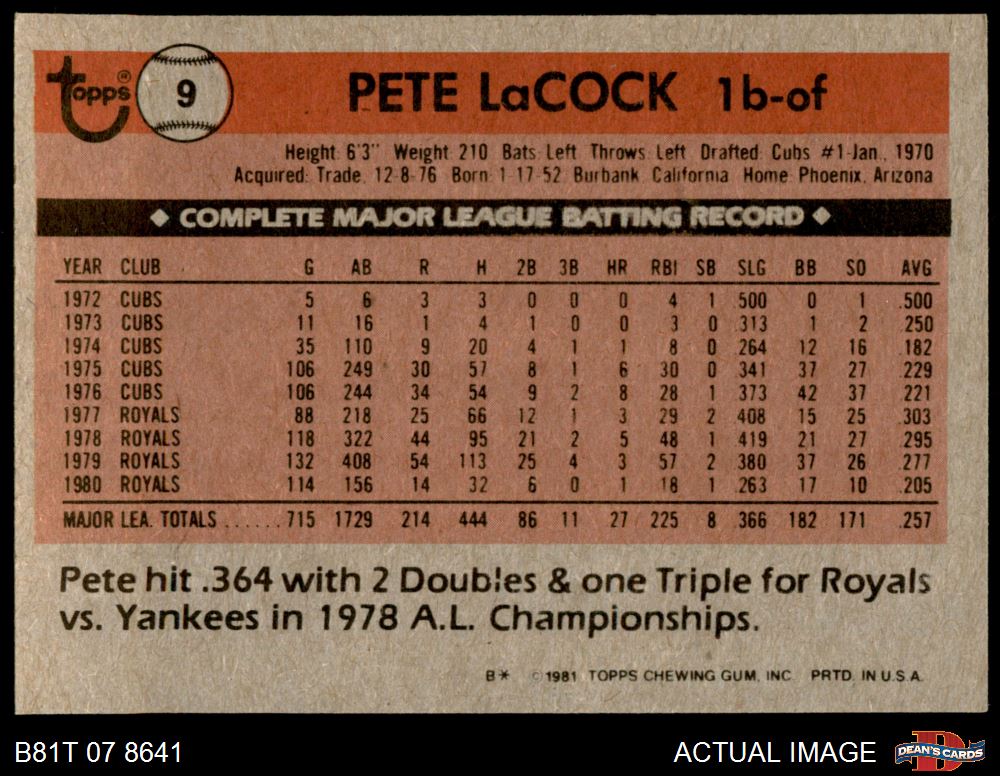 Topps® 9 PETE LaCOCK 1b-of
Height: 6'3" Weight: 210 Bats: Left Throws: Left Drafted: Cubs #1-Jan., 1970
Acquired: Trade, 12-8-76 Born: 1-17-52, Burbank, California Home: Phoenix, Arizona
◆ COMPLETE MAJOR LEAGUE BATTING RECORD ◆
YEAR CLUB G AB R H 2B 3B HR RBI SB SLG BB SO AVG
1972 CUBS 5 6 3 3 0 0 0 4 1 .500 0 1 .500
1973 CUBS 11 16 1 4 1 0 0 3 0 .313 1 2 .250
1974 CUBS 35 110 9 20 4 1 1 8 0 .264 12 16 .182
1975 CUBS 106 249 30 57 8 1 6 30 0 .341 37 27 .229
1976 CUBS 106 244 34 54 9 2 8 28 1 .373 42 37 .221
1977 ROYALS 88 218 25 66 12 1 3 29 2 .408 15 25 .303
1978 ROYALS 118 322 44 95 21 2 5 48 1 .419 21 27 .295
1979 ROYALS 132 408 54 113 25 4 3 57 2 .380 37 26 .277
1980 ROYALS 114 156 14 32 6 0 1 18 1 .263 17 10 .205
MAJOR LEA. TOTALS ...... 715 1729 214 444 86 11 27 225 8 .366 182 171 .257
Pete hit .364 with 2 Doubles & one Triple for Royals
vs. Yankees in 1978 A.L. Championships.
B* © 1981 TOPPS CHEWING GUM, INC. PRTD. IN U.S.A.
B81T 07 8641 ACTUAL IMAGE DEAN'S CARDS